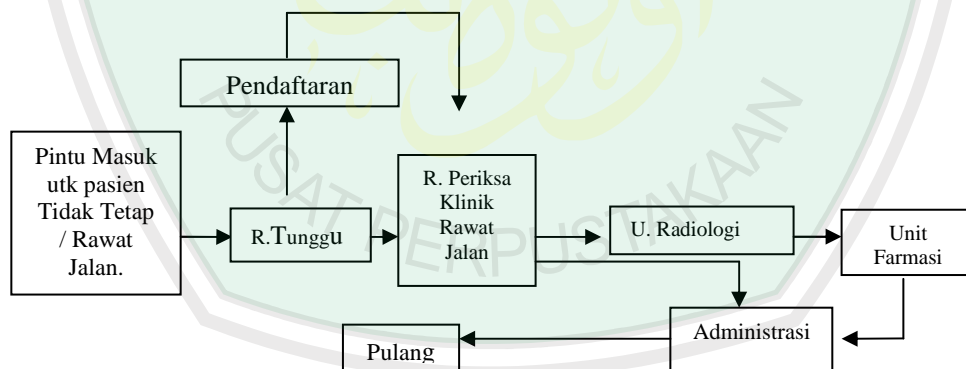 Pendaftaran
Pintu Masuk
utk pasien
Tidak Tetap
/ Rawat
Jalan.
R.Tunggu
R. Periksa
Klinik
Rawat
Jalan
U. Radiologi
Unit
Farmasi
Administrasi
Pulang
PUSAT PERPUSTAKAAN